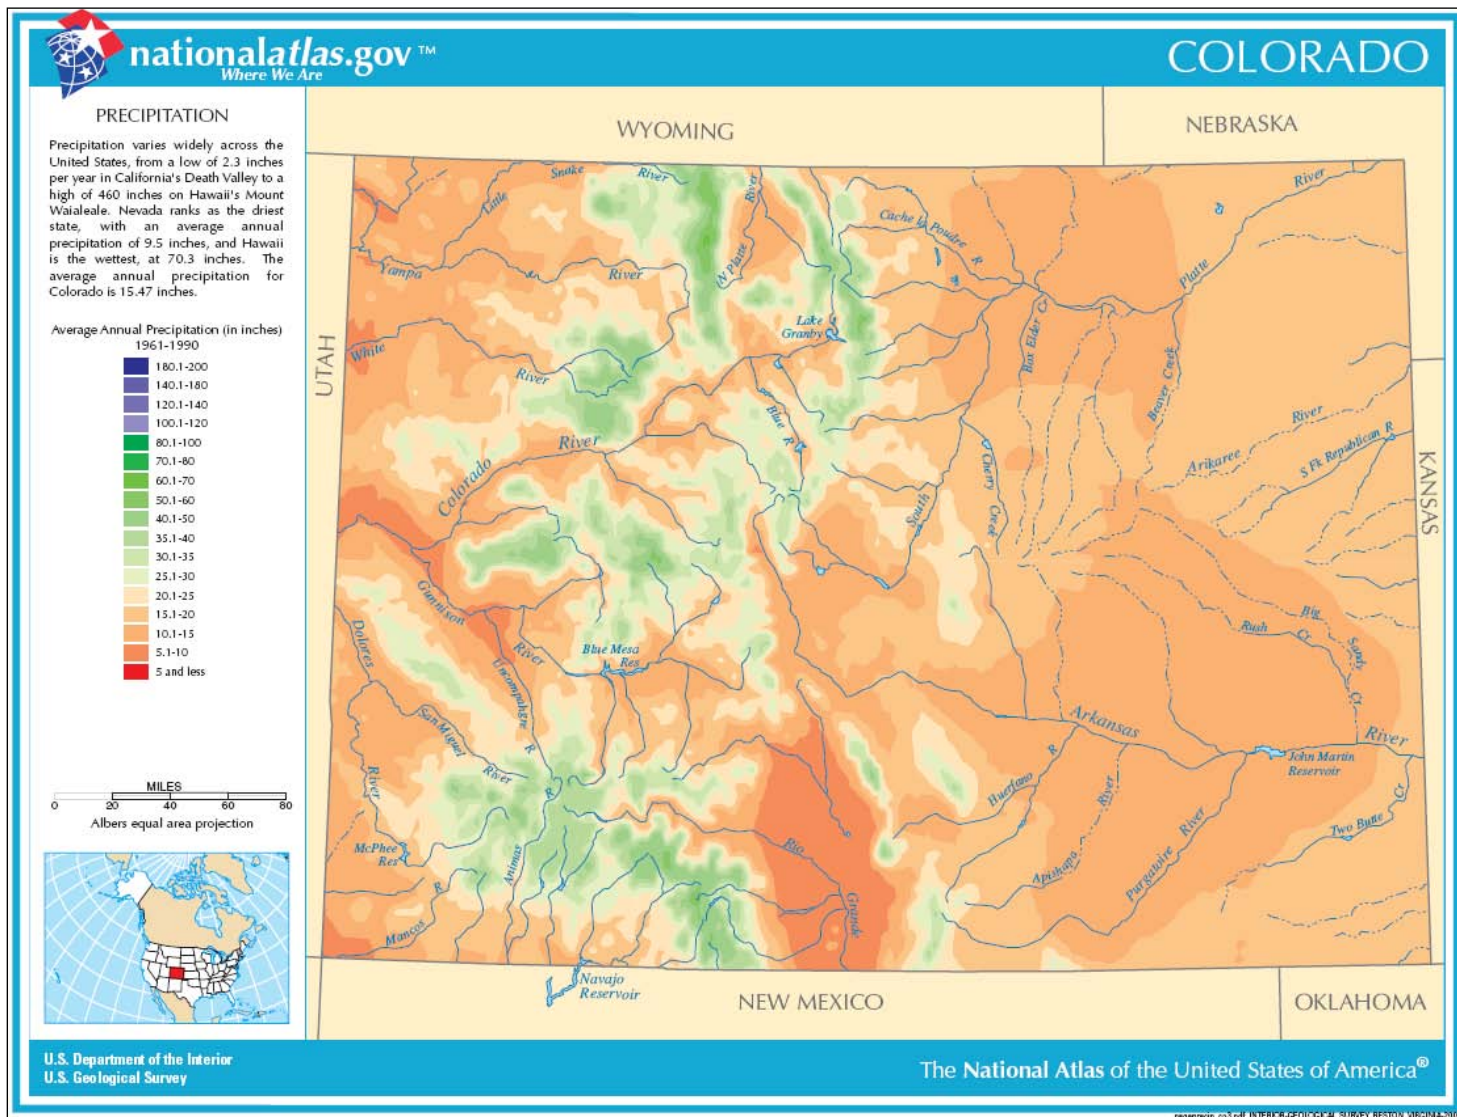 nationalatlas.gov ™
Where We Are
COLORADO
PRECIPITATION
Precipitation varies widely across the
United States, from a low of 2.3 inches
per year in California's Death Valley to a
high of 460 inches on Hawaii's Mount
Waialeale. Nevada ranks as the driest
state, with an average annual
precipitation of 9.5 inches, and Hawaii
is the wettest, at 70.3 inches. The
average annual precipitation for
Colorado is 15.47 inches.
Average Annual Precipitation (in inches)
1961-1990
180.1-200
140.1-180
120.1-140
100.1-120
80.1-100
70.1-80
60.1-70
50.1-60
40.1-50
35.1-40
30.1-35
25.1-30
20.1-25
15.1-20
10.1-15
5.1-10
5 and less
MILES
0 20 40 60 80
Albers equal area projection
WYOMING
NEBRASKA
UTAH
KANSAS
NEW MEXICO
OKLAHOMA
Little Snake River
Yampa River
White River
N Platte River
Cache la Poudre R
Lake
Granby
Box Elder Cr
South Platte River
Beaver Creek
Arikaree River
S Fk Republican R
Colorado River
Blue R
Cherry Creek
Gunnison River
Dolores River
Uncompahgre R
Blue Mesa
Res
San Miguel River
McPhee
Res
Mancos R
Animas R
Rio Grande
Navajo
Reservoir
Arkansas River
Huerfano R
Apishapa River
Purgatoire River
John Martin
Reservoir
Rush Cr
Big Sandy Cr
Two Butte Cr
U.S. Department of the Interior
U.S. Geological Survey
The National Atlas of the United States of America®